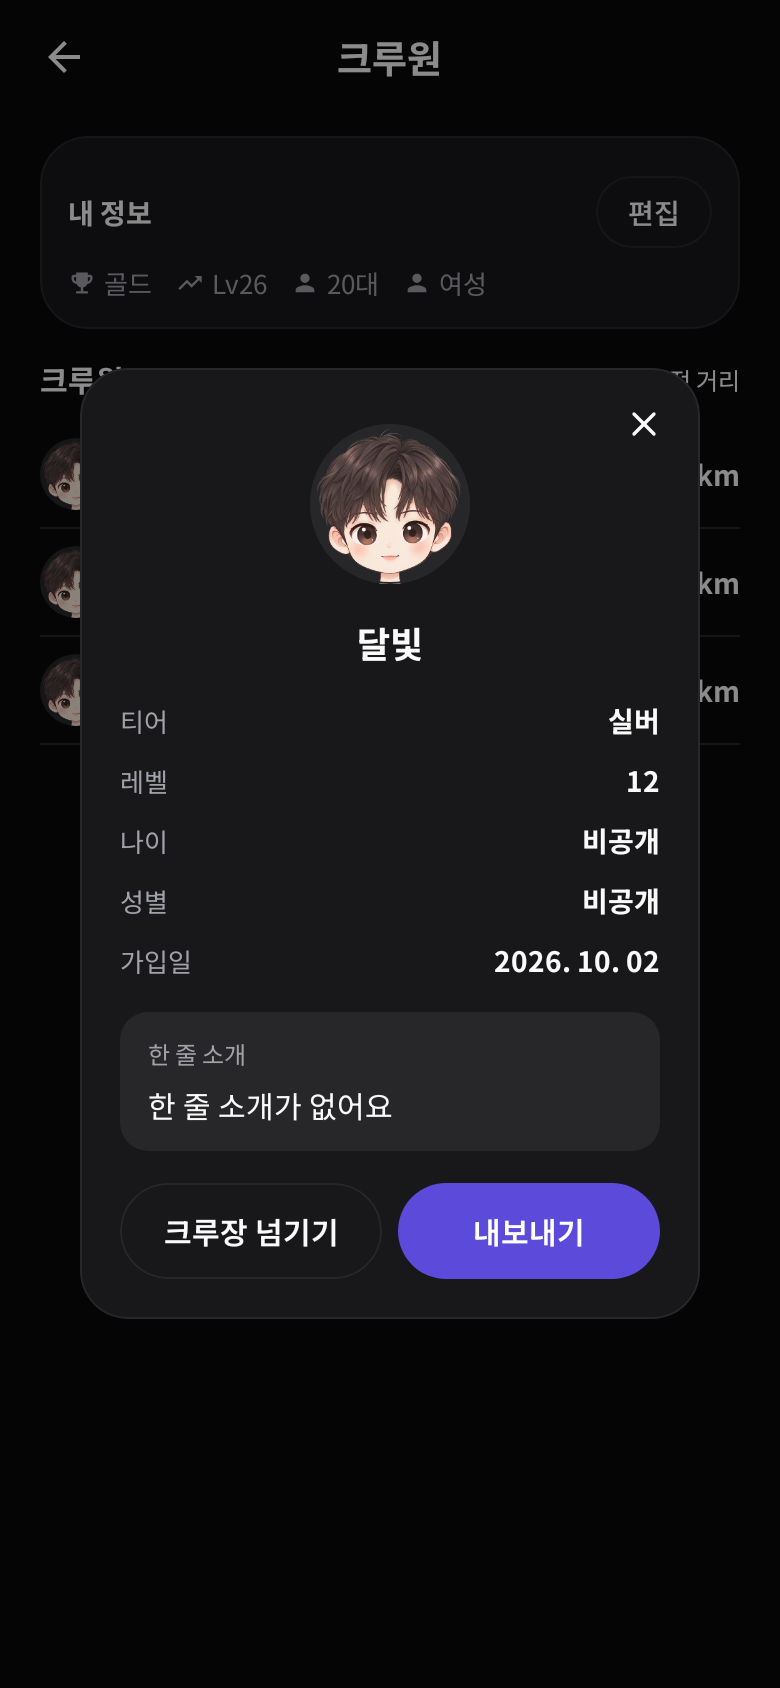 크루원
내 정보
편집
골드 Lv26 20대 여성
거리
km
km
km
달빛
티어 실버
레벨 12
나이 비공개
성별 비공개
가입일 2026. 10. 02
한 줄 소개
한 줄 소개가 없어요
크루장 넘기기 내보내기